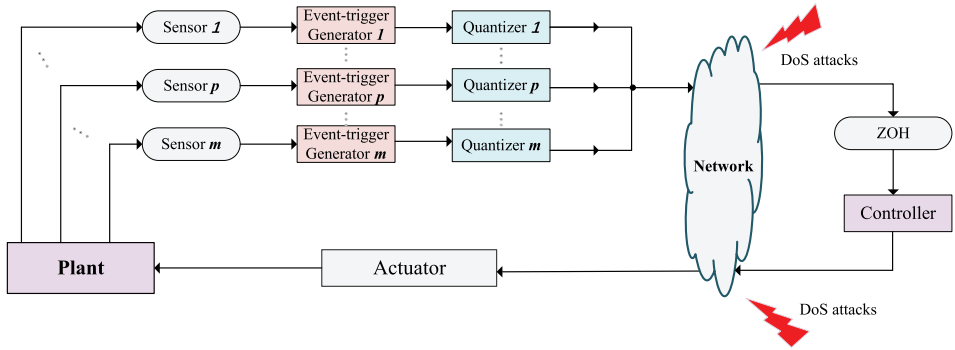 Sensor 1
Event-trigger
Generator 1
Quantizer 1
DoS attacks
Sensor p
Event-trigger
Generator p
Quantizer p
ZOH
Sensor m
Event-trigger
Generator m
Quantizer m
Network
Controller
Plant
Actuator
DoS attacks